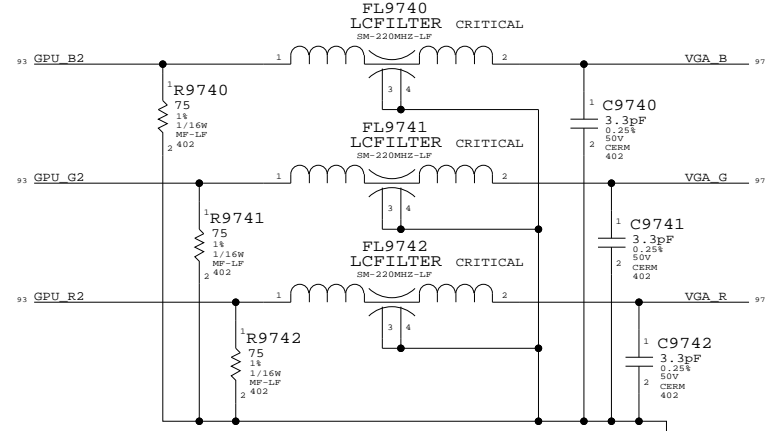 FL9740
LCFILTER CRITICAL
SM-220MHZ-LF
93 GPU_B2 1 2 VGA_B 97
3 4
1 R9740
75
1%
1/16W
MF-LF
2 402
1 C9740
3.3pF
0.25%
50V
2 CERM
402
FL9741
LCFILTER CRITICAL
SM-220MHZ-LF
93 GPU_G2 1 2 VGA_G 97
3 4
1 R9741
75
1%
1/16W
MF-LF
2 402
1 C9741
3.3pF
0.25%
50V
2 CERM
402
FL9742
LCFILTER CRITICAL
SM-220MHZ-LF
93 GPU_R2 1 2 VGA_R 97
3 4
1 R9742
75
1%
1/16W
MF-LF
2 402
1 C9742
3.3pF
0.25%
50V
2 CERM
402